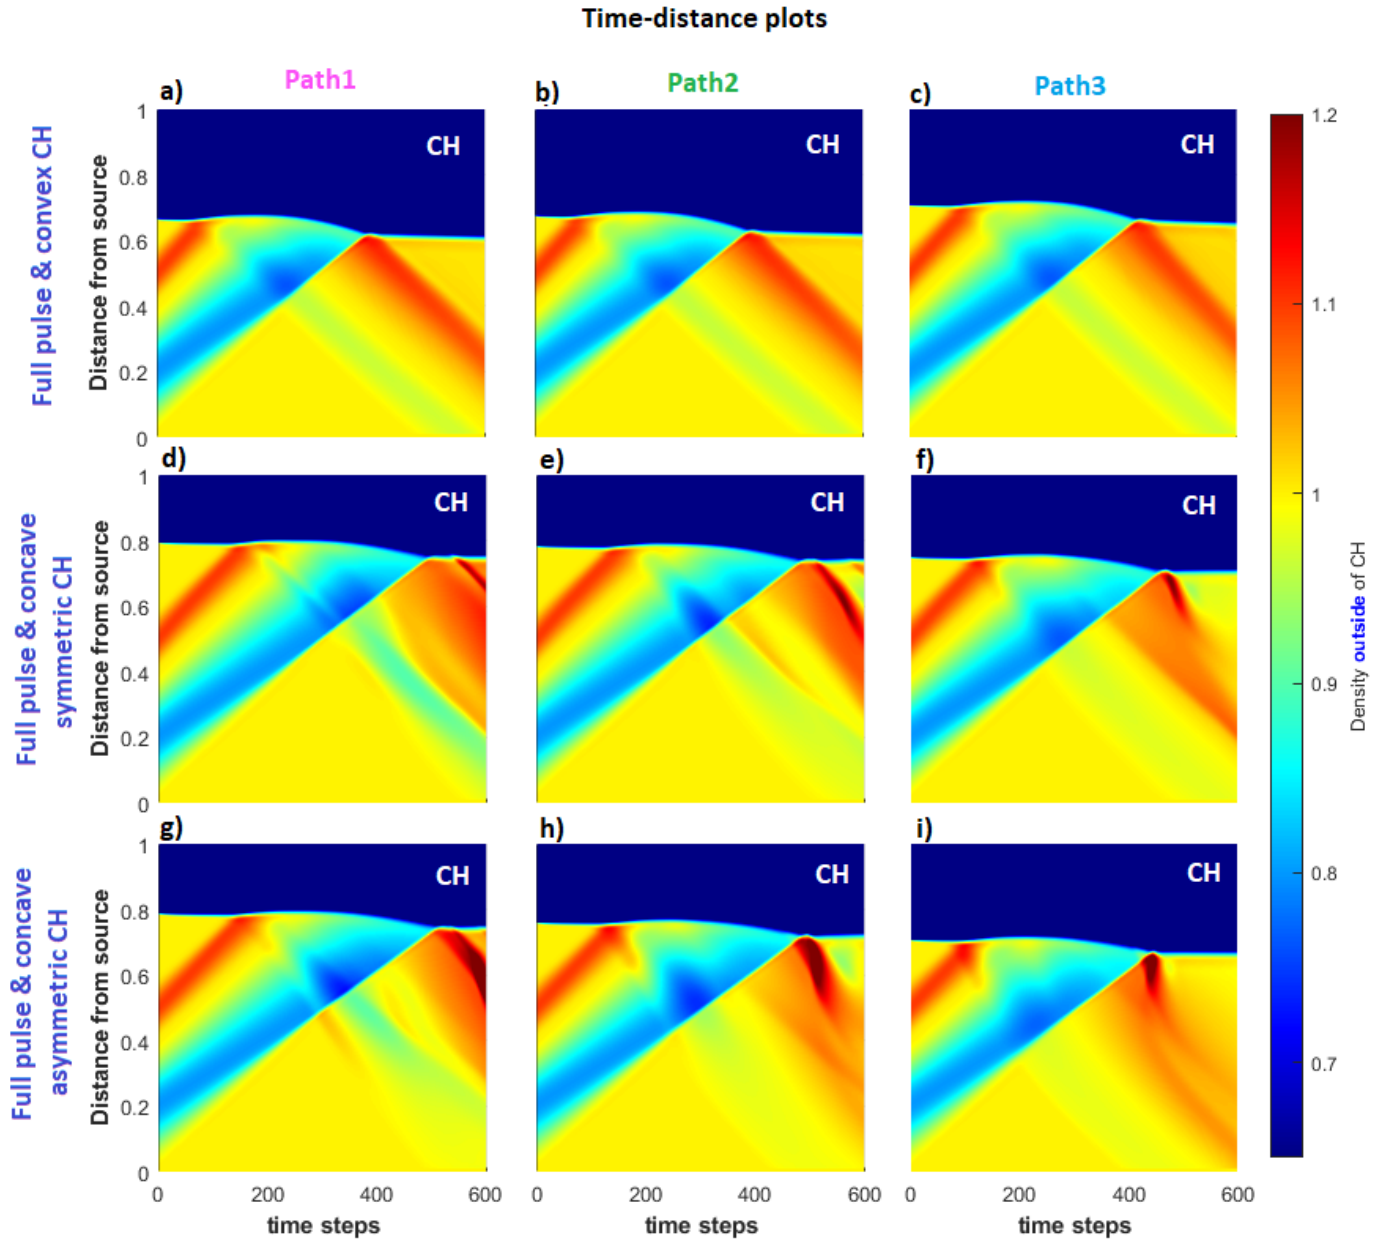 Time-distance plots
Path1
Path2
Path3
a)
b)
c)
Full pulse & convex CH
Distance from source
1
0.8
0.6
0.4
0.2
0
CH
CH
CH
d)
e)
f)
Full pulse & concave
symmetric CH
Distance from source
1
0.8
0.6
0.4
0.2
0
CH
CH
CH
g)
h)
i)
Full pulse & concave
asymmetric CH
Distance from source
1
0.8
0.6
0.4
0.2
0
CH
CH
CH
0 200 400 600
0 200 400 600
0 200 400 600
time steps
time steps
time steps
1.2
1.1
1
0.9
0.8
0.7
Density outside of CH